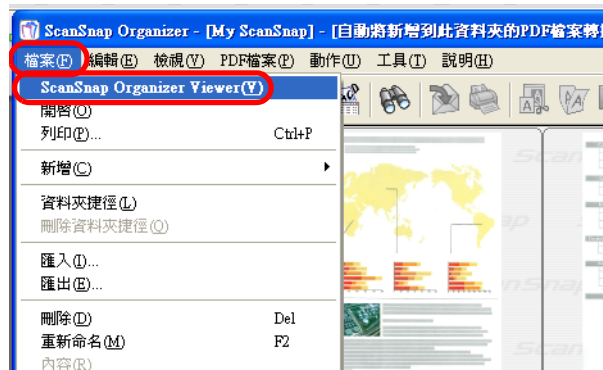 ScanSnap Organizer - [My ScanSnap] - [自動將新增到此資料夾的PDF檔案轉
檔案(F) 編輯(E) 檢視(V) PDF檔案(P) 動作(U) 工具(T) 說明(H)
ScanSnap Organizer Viewer(Y)
開啓(O)
列印(P)... Ctrl+P
新增(C)
資料夾捷徑(L)
刪除資料夾捷徑(O)
匯入(I)...
匯出(E)...
刪除(D) Del
重新命名(M) F2
內容(R)